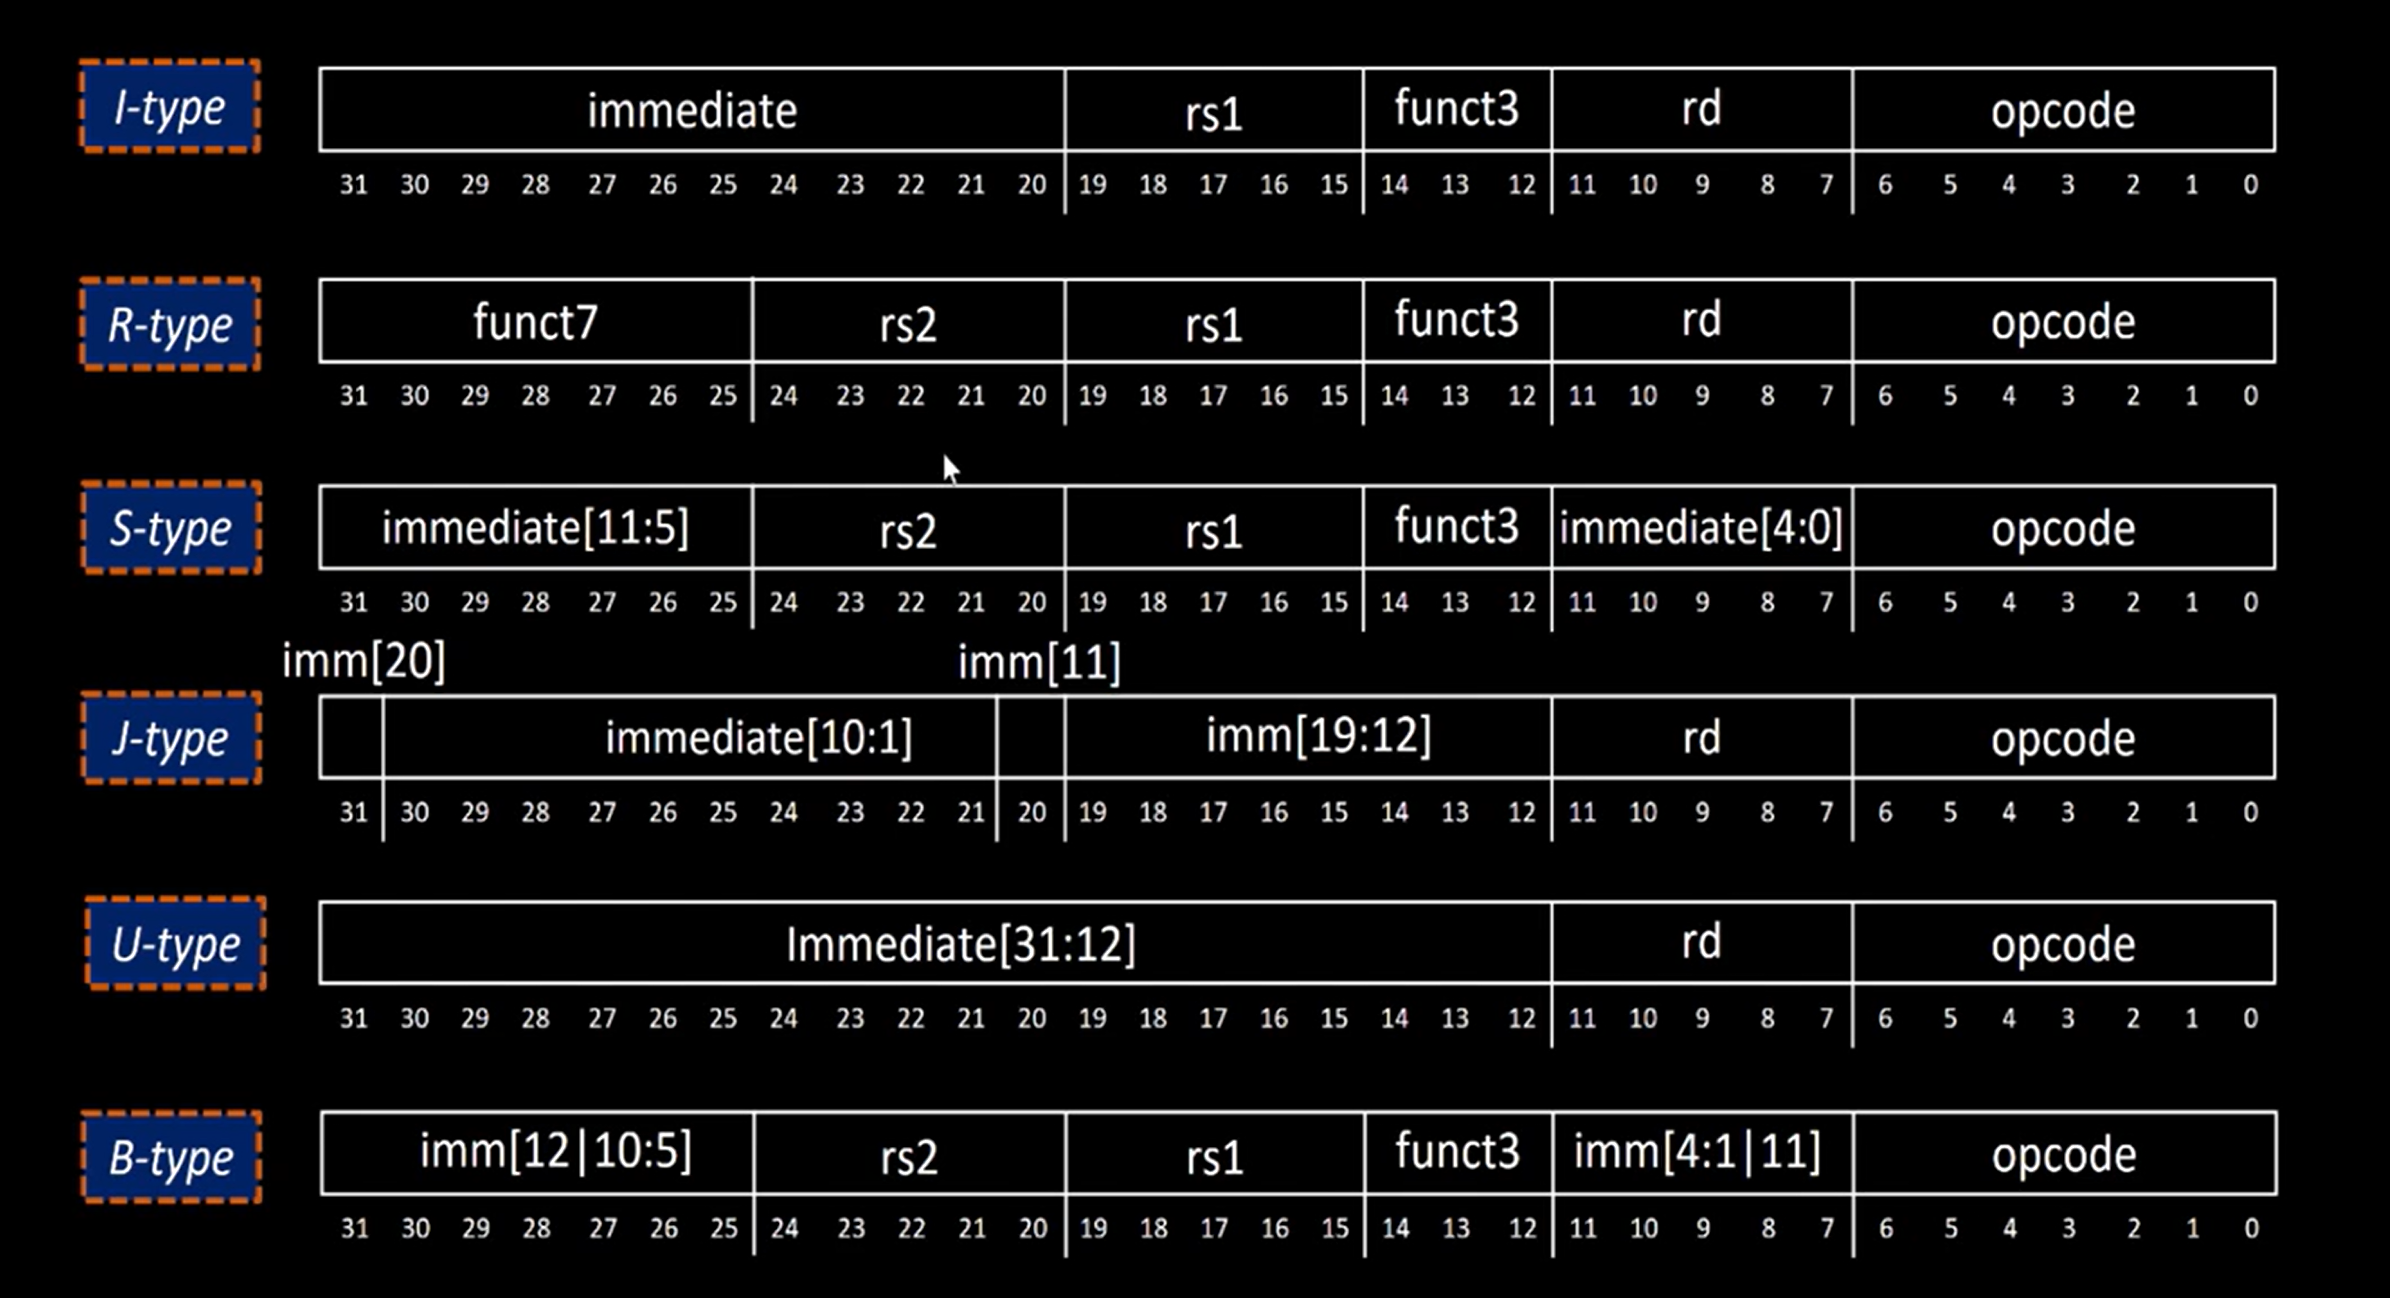 I-type immediate rs1 funct3 rd opcode
31 30 29 28 27 26 25 24 23 22 21 20 19 18 17 16 15 14 13 12 11 10 9 8 7 6 5 4 3 2 1 0
R-type funct7 rs2 rs1 funct3 rd opcode
31 30 29 28 27 26 25 24 23 22 21 20 19 18 17 16 15 14 13 12 11 10 9 8 7 6 5 4 3 2 1 0
S-type immediate[11:5] rs2 rs1 funct3 immediate[4:0] opcode
31 30 29 28 27 26 25 24 23 22 21 20 19 18 17 16 15 14 13 12 11 10 9 8 7 6 5 4 3 2 1 0
imm[20] imm[11]
J-type immediate[10:1] imm[19:12] rd opcode
31 30 29 28 27 26 25 24 23 22 21 20 19 18 17 16 15 14 13 12 11 10 9 8 7 6 5 4 3 2 1 0
U-type Immediate[31:12] rd opcode
31 30 29 28 27 26 25 24 23 22 21 20 19 18 17 16 15 14 13 12 11 10 9 8 7 6 5 4 3 2 1 0
B-type imm[12|10:5] rs2 rs1 funct3 imm[4:1|11] opcode
31 30 29 28 27 26 25 24 23 22 21 20 19 18 17 16 15 14 13 12 11 10 9 8 7 6 5 4 3 2 1 0